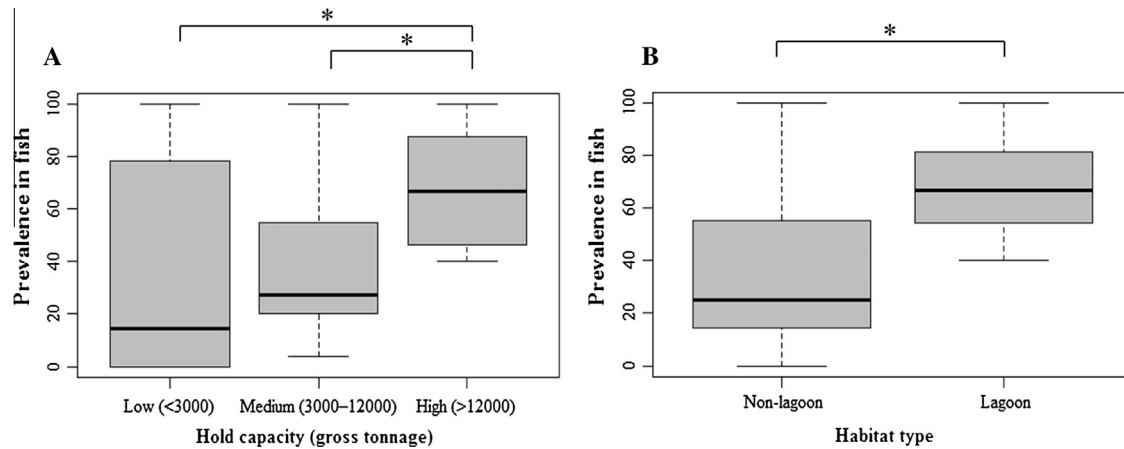 *
*
A
Prevalence in fish
0 20 40 60 80 100
Low (<3000) Medium (3000–12000) High (>12000)
Hold capacity (gross tonnage)
*
B
Prevalence in fish
0 20 40 60 80 100
Non-lagoon Lagoon
Habitat type